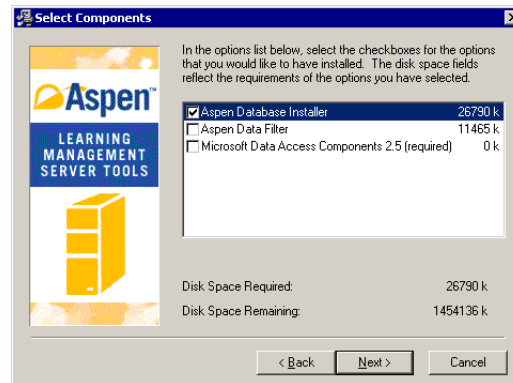 Select Components
In the options list below, select the checkboxes for the options
that you would like to have installed. The disk space fields
reflect the requirements of the options you have selected.
Aspen™
LEARNING
MANAGEMENT
SERVER TOOLS
Aspen Database Installer 26790 k
Aspen Data Filter 11465 k
Microsoft Data Access Components 2.5 (required) 0 k
Disk Space Required: 26790 k
Disk Space Remaining: 1454136 k
< Back Next > Cancel